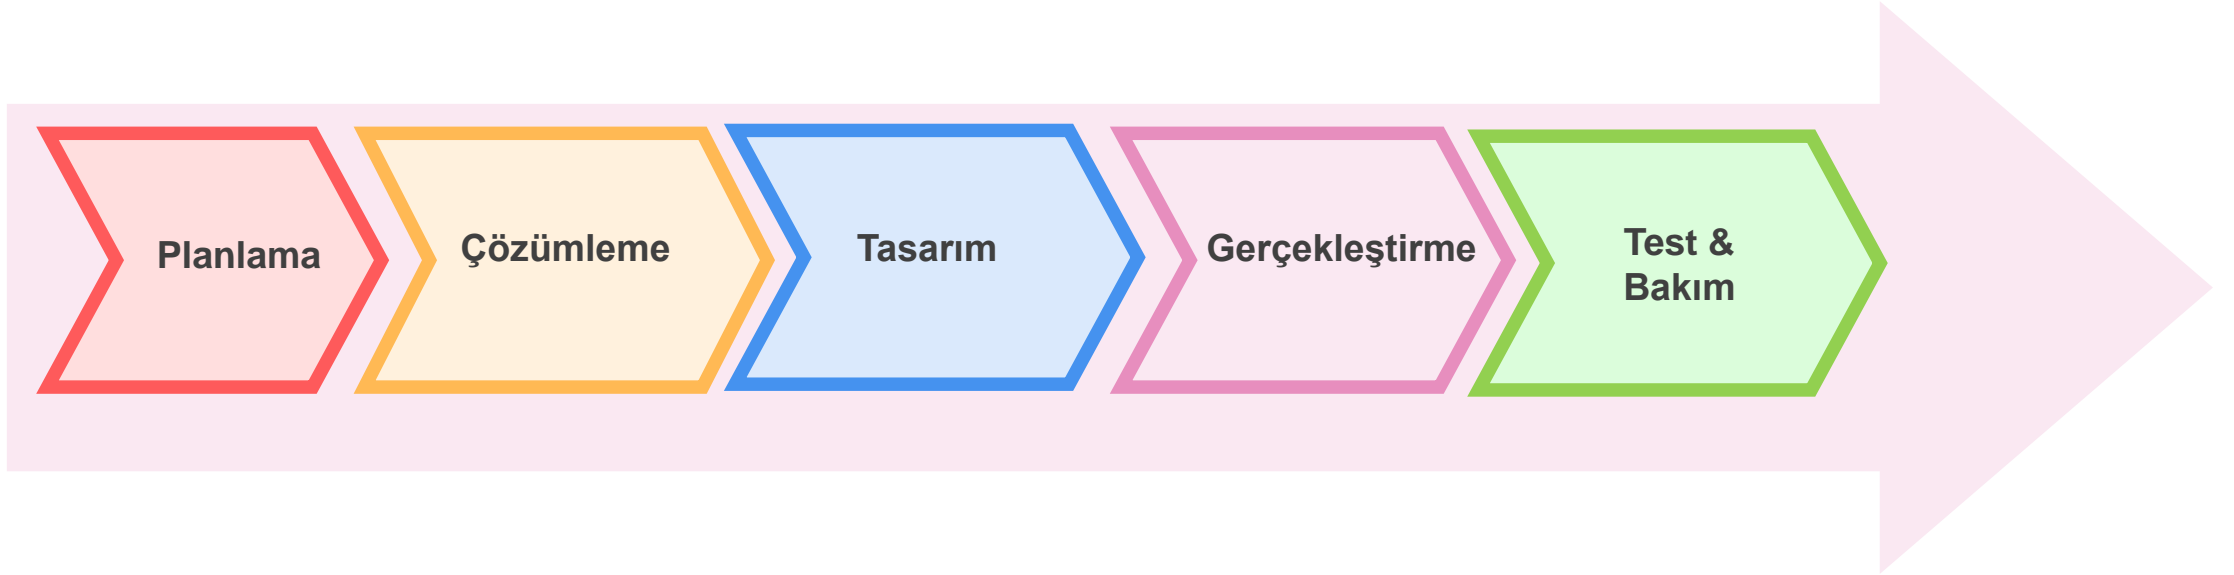 Planlama
Çözümleme
Tasarım
Gerçekleştirme
Test &
Bakım